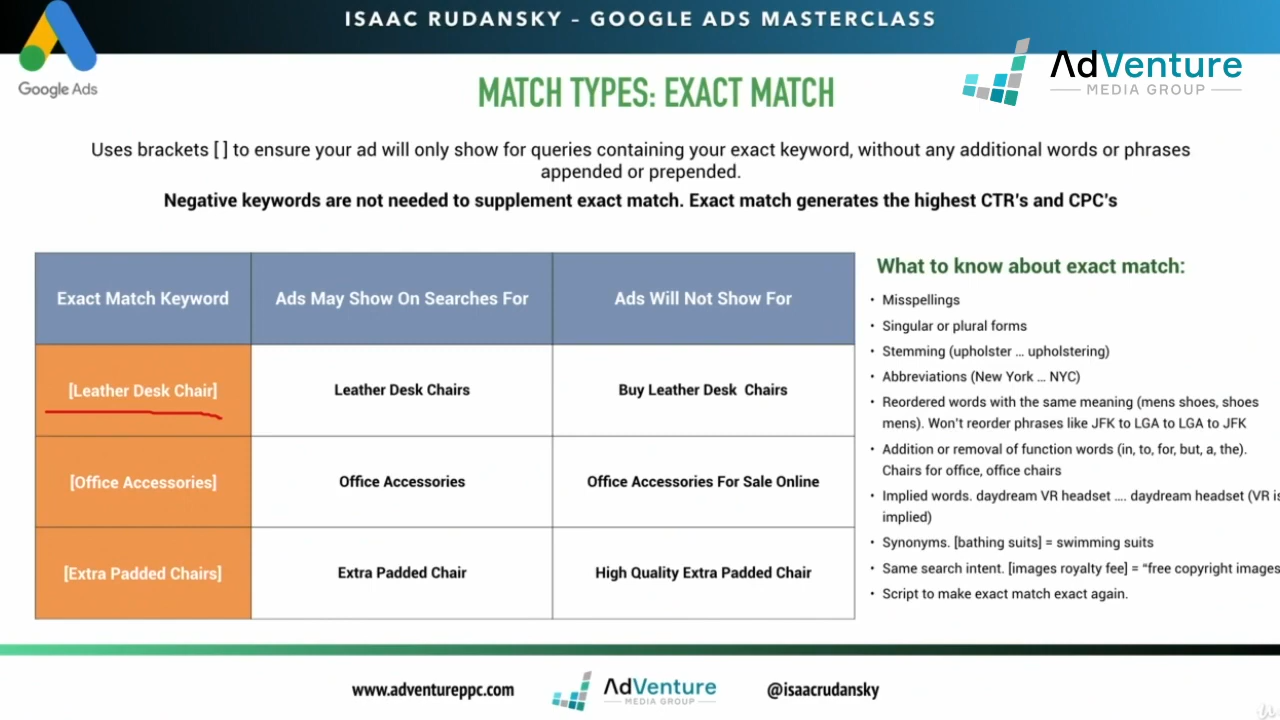 ISAAC RUDANSKY – GOOGLE ADS MASTERCLASS
Google Ads
AdVenture
MEDIA GROUP
MATCH TYPES: EXACT MATCH
Uses brackets [ ] to ensure your ad will only show for queries containing your exact keyword, without any additional words or phrases
appended or prepended.
Negative keywords are not needed to supplement exact match. Exact match generates the highest CTR's and CPC's
Exact Match Keyword
Ads May Show On Searches For
Ads Will Not Show For
[Leather Desk Chair]
Leather Desk Chairs
Buy Leather Desk Chairs
[Office Accessories]
Office Accessories
Office Accessories For Sale Online
[Extra Padded Chairs]
Extra Padded Chair
High Quality Extra Padded Chair
What to know about exact match:
• Misspellings
• Singular or plural forms
• Stemming (upholster ... upholstering)
• Abbreviations (New York ... NYC)
• Reordered words with the same meaning (mens shoes, shoes
mens). Won't reorder phrases like JFK to LGA to LGA to JFK
• Addition or removal of function words (in, to, for, but, a, the).
Chairs for office, office chairs
• Implied words. daydream VR headset .... daydream headset (VR is
implied)
• Synonyms. [bathing suits] = swimming suits
• Same search intent. [images royalty fee] = "free copyright images
• Script to make exact match exact again.
www.adventureppc.com
AdVenture
MEDIA GROUP
@isaacrudansky